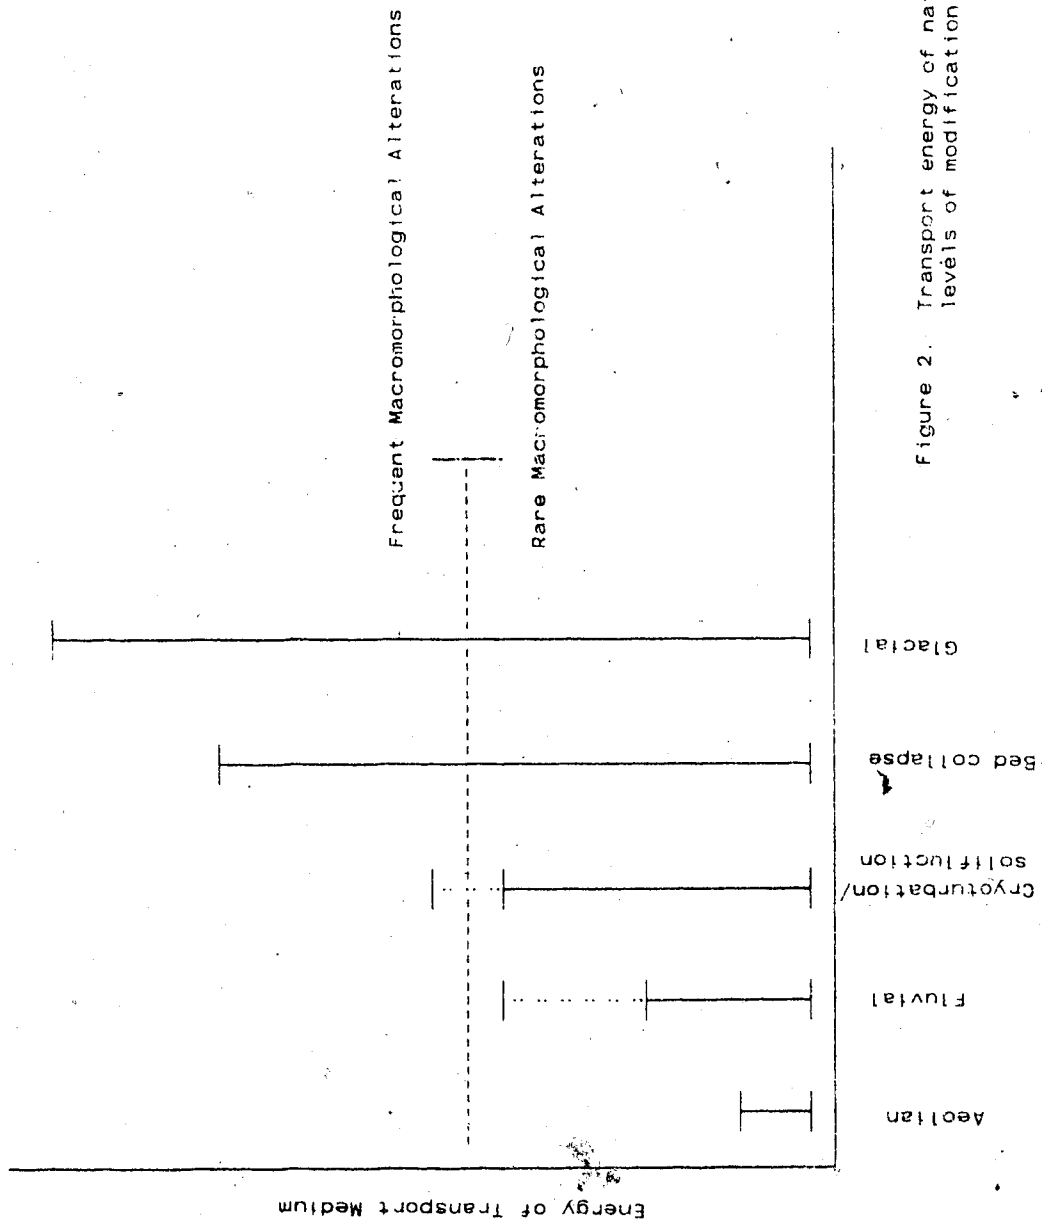 Energy of Transport Medium
Frequent Macromorphological Alterations
Rare Macromorphological Alterations
Aeolian
Fluvial
Cryoturbation/
solifluction
Bed collapse
Glacial
Figure 2. Transport energy of na
levels of modification